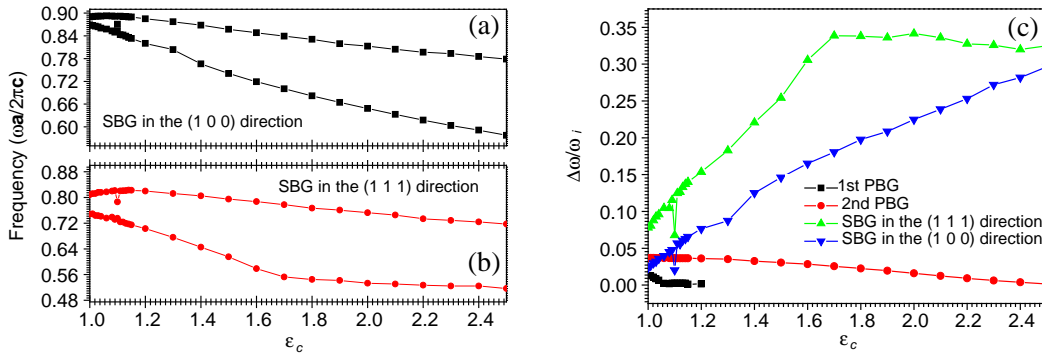 (a)
0.90
0.84
0.78
0.72
0.66
0.60
SBG in the (1 0 0) direction
Frequency (ωa/2πc)
(b)
SBG in the (1 1 1) direction
0.88
0.80
0.72
0.64
0.56
0.48
1.0 1.2 1.4 1.6 1.8 2.0 2.2 2.4
εc
(c)
0.35
0.30
0.25
0.20
0.15
0.10
0.05
0.00
Δω/ωi
1st PBG
2nd PBG
SBG in the (1 1 1) direction
SBG in the (1 0 0) direction
1.0 1.2 1.4 1.6 1.8 2.0 2.2 2.4
εc